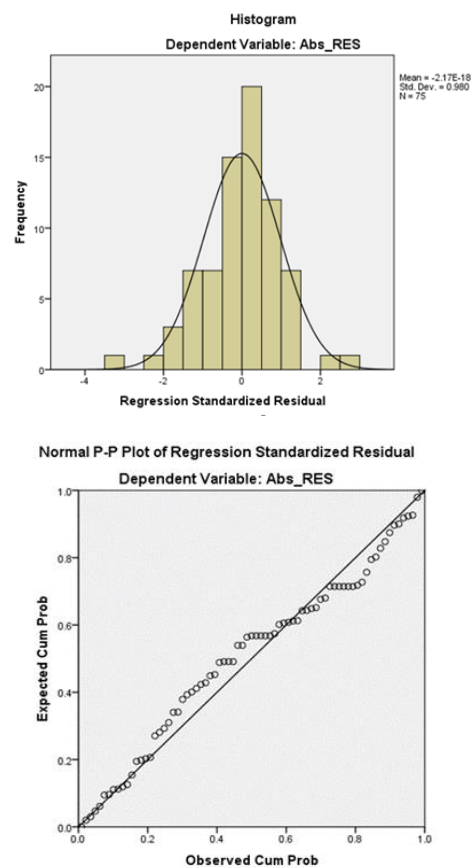 Histogram
Dependent Variable: Abs_RES
Mean = -2.17E-18
Std. Dev. = 0.980
N = 75
20
15
10
5
0
Frequency
-4 -2 0 2
Regression Standardized Residual
Normal P-P Plot of Regression Standardized Residual
Dependent Variable: Abs_RES
1.0
0.8
0.6
0.4
0.2
0.0
Expected Cum Prob
0.0 0.2 0.4 0.6 0.8 1.0
Observed Cum Prob